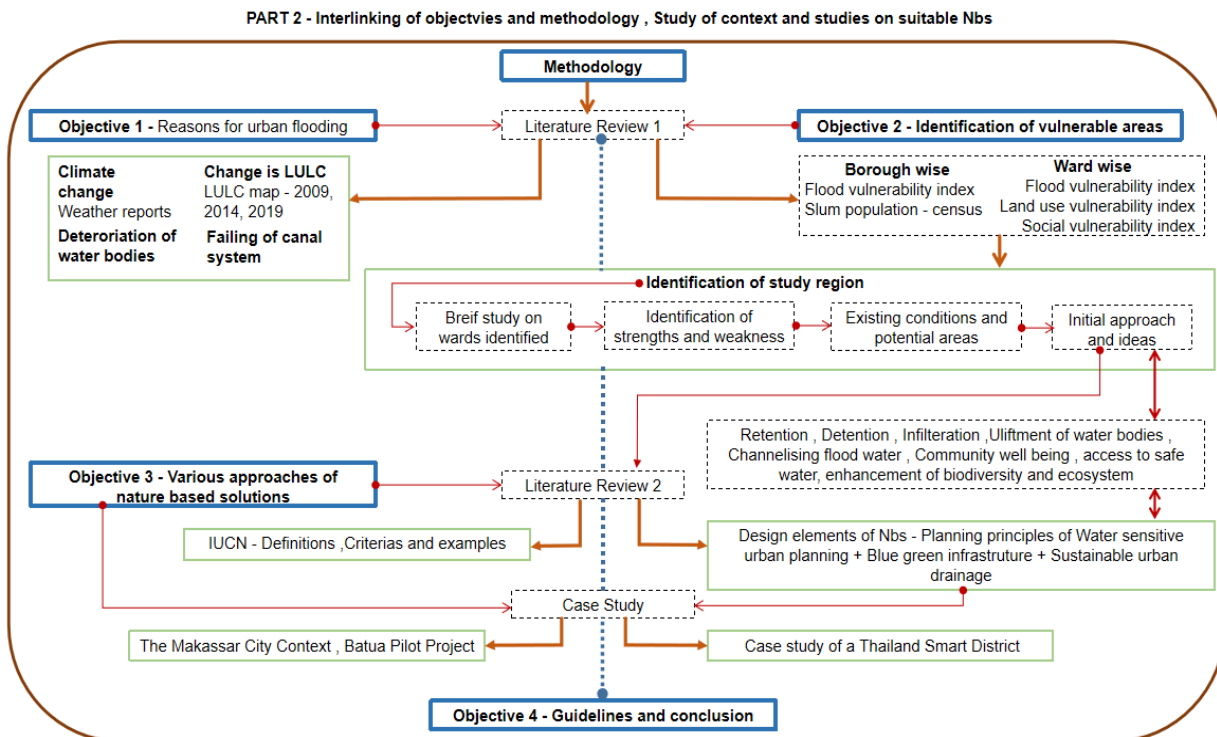 PART 2 - Interlinking of objectvies and methodology , Study of context and studies on suitable Nbs
Methodology
Objective 1 - Reasons for urban flooding
Literature Review 1
Objective 2 - Identification of vulnerable areas
Climate
change
Weather reports
Deteroriation of
water bodies
Change is LULC
LULC map - 2009,
2014, 2019
Failing of canal
system
Borough wise
Flood vulnerability index
Slum population - census
Ward wise
Flood vulnerability index
Land use vulnerability index
Social vulnerability index
Identification of study region
Breif study on
wards identified
Identification of
strengths and weakness
Existing conditions and
potential areas
Initial approach
and ideas
Retention , Detention , Infilteration ,Uliftment of water bodies ,
Channelising flood water , Community well being , access to safe
water, enhancement of biodiversity and ecosystem
Objective 3 - Various approaches of
nature based solutions
Literature Review 2
IUCN - Definitions ,Criterias and examples
Design elements of Nbs - Planning principles of Water sensitive
urban planning + Blue green infrastruture + Sustainable urban
drainage
Case Study
The Makassar City Context , Batua Pilot Project
Case study of a Thailand Smart District
Objective 4 - Guidelines and conclusion